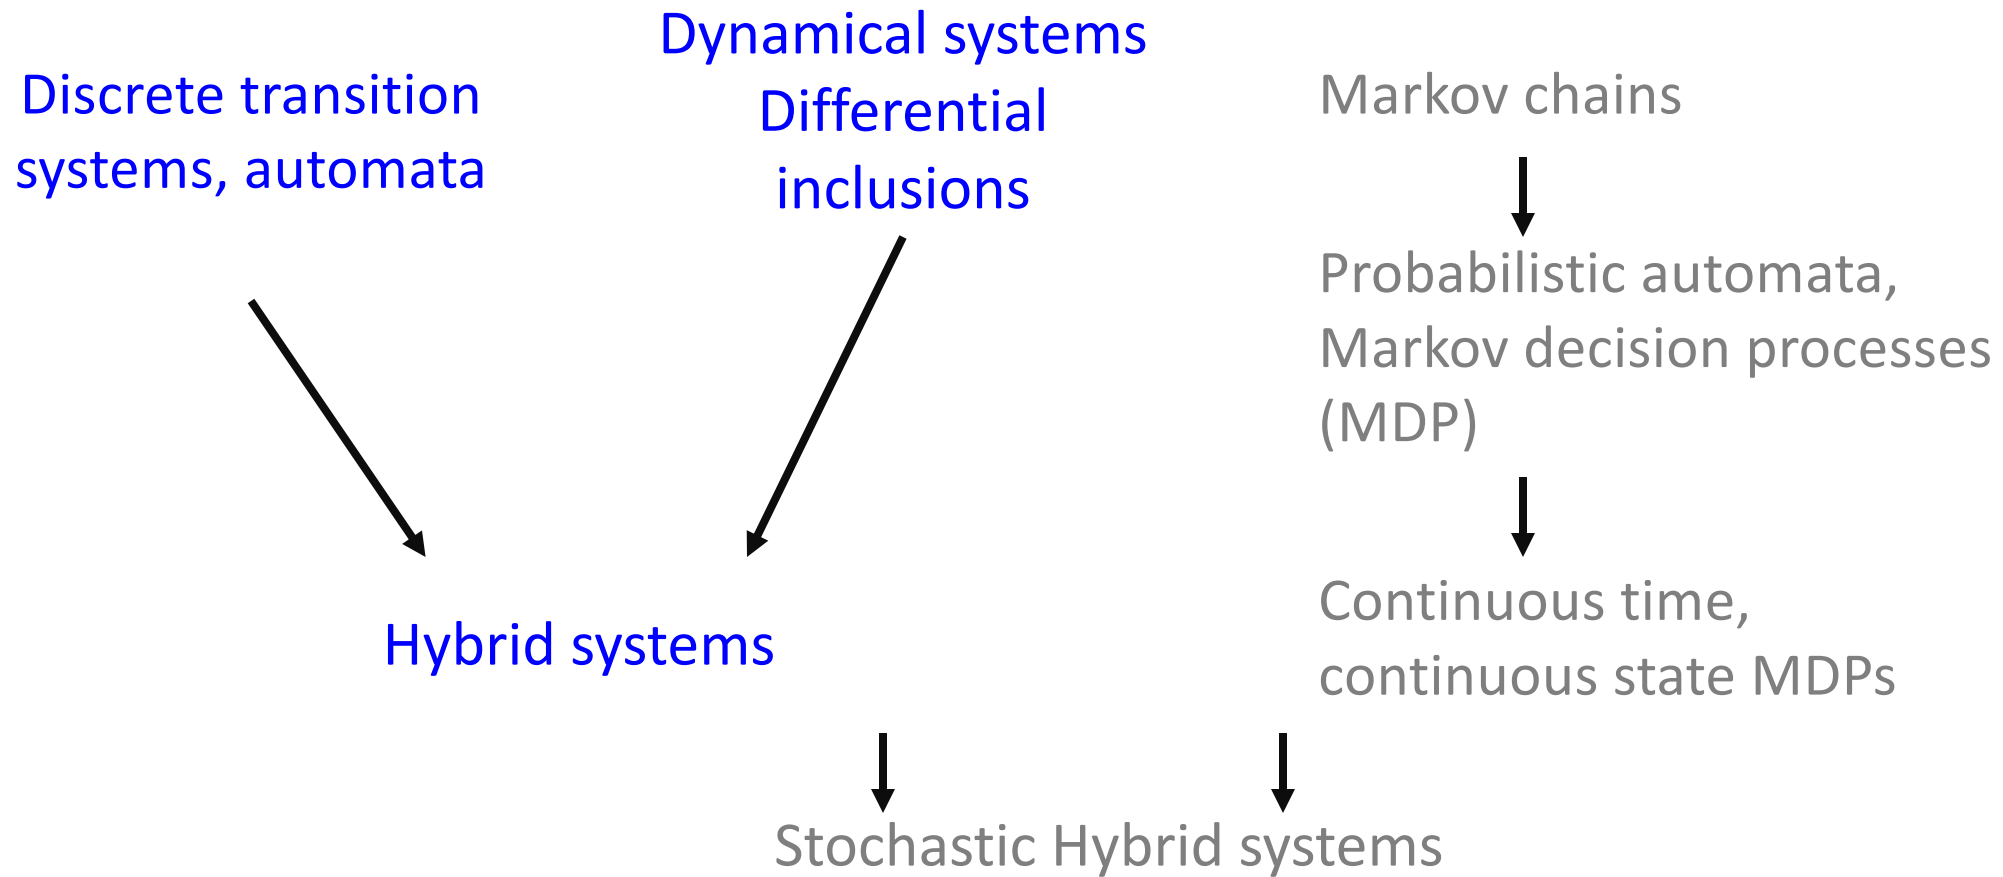 Discrete transition
systems, automata
Dynamical systems
Differential
inclusions
Markov chains
Probabilistic automata,
Markov decision processes
(MDP)
Continuous time,
continuous state MDPs
Hybrid systems
Stochastic Hybrid systems